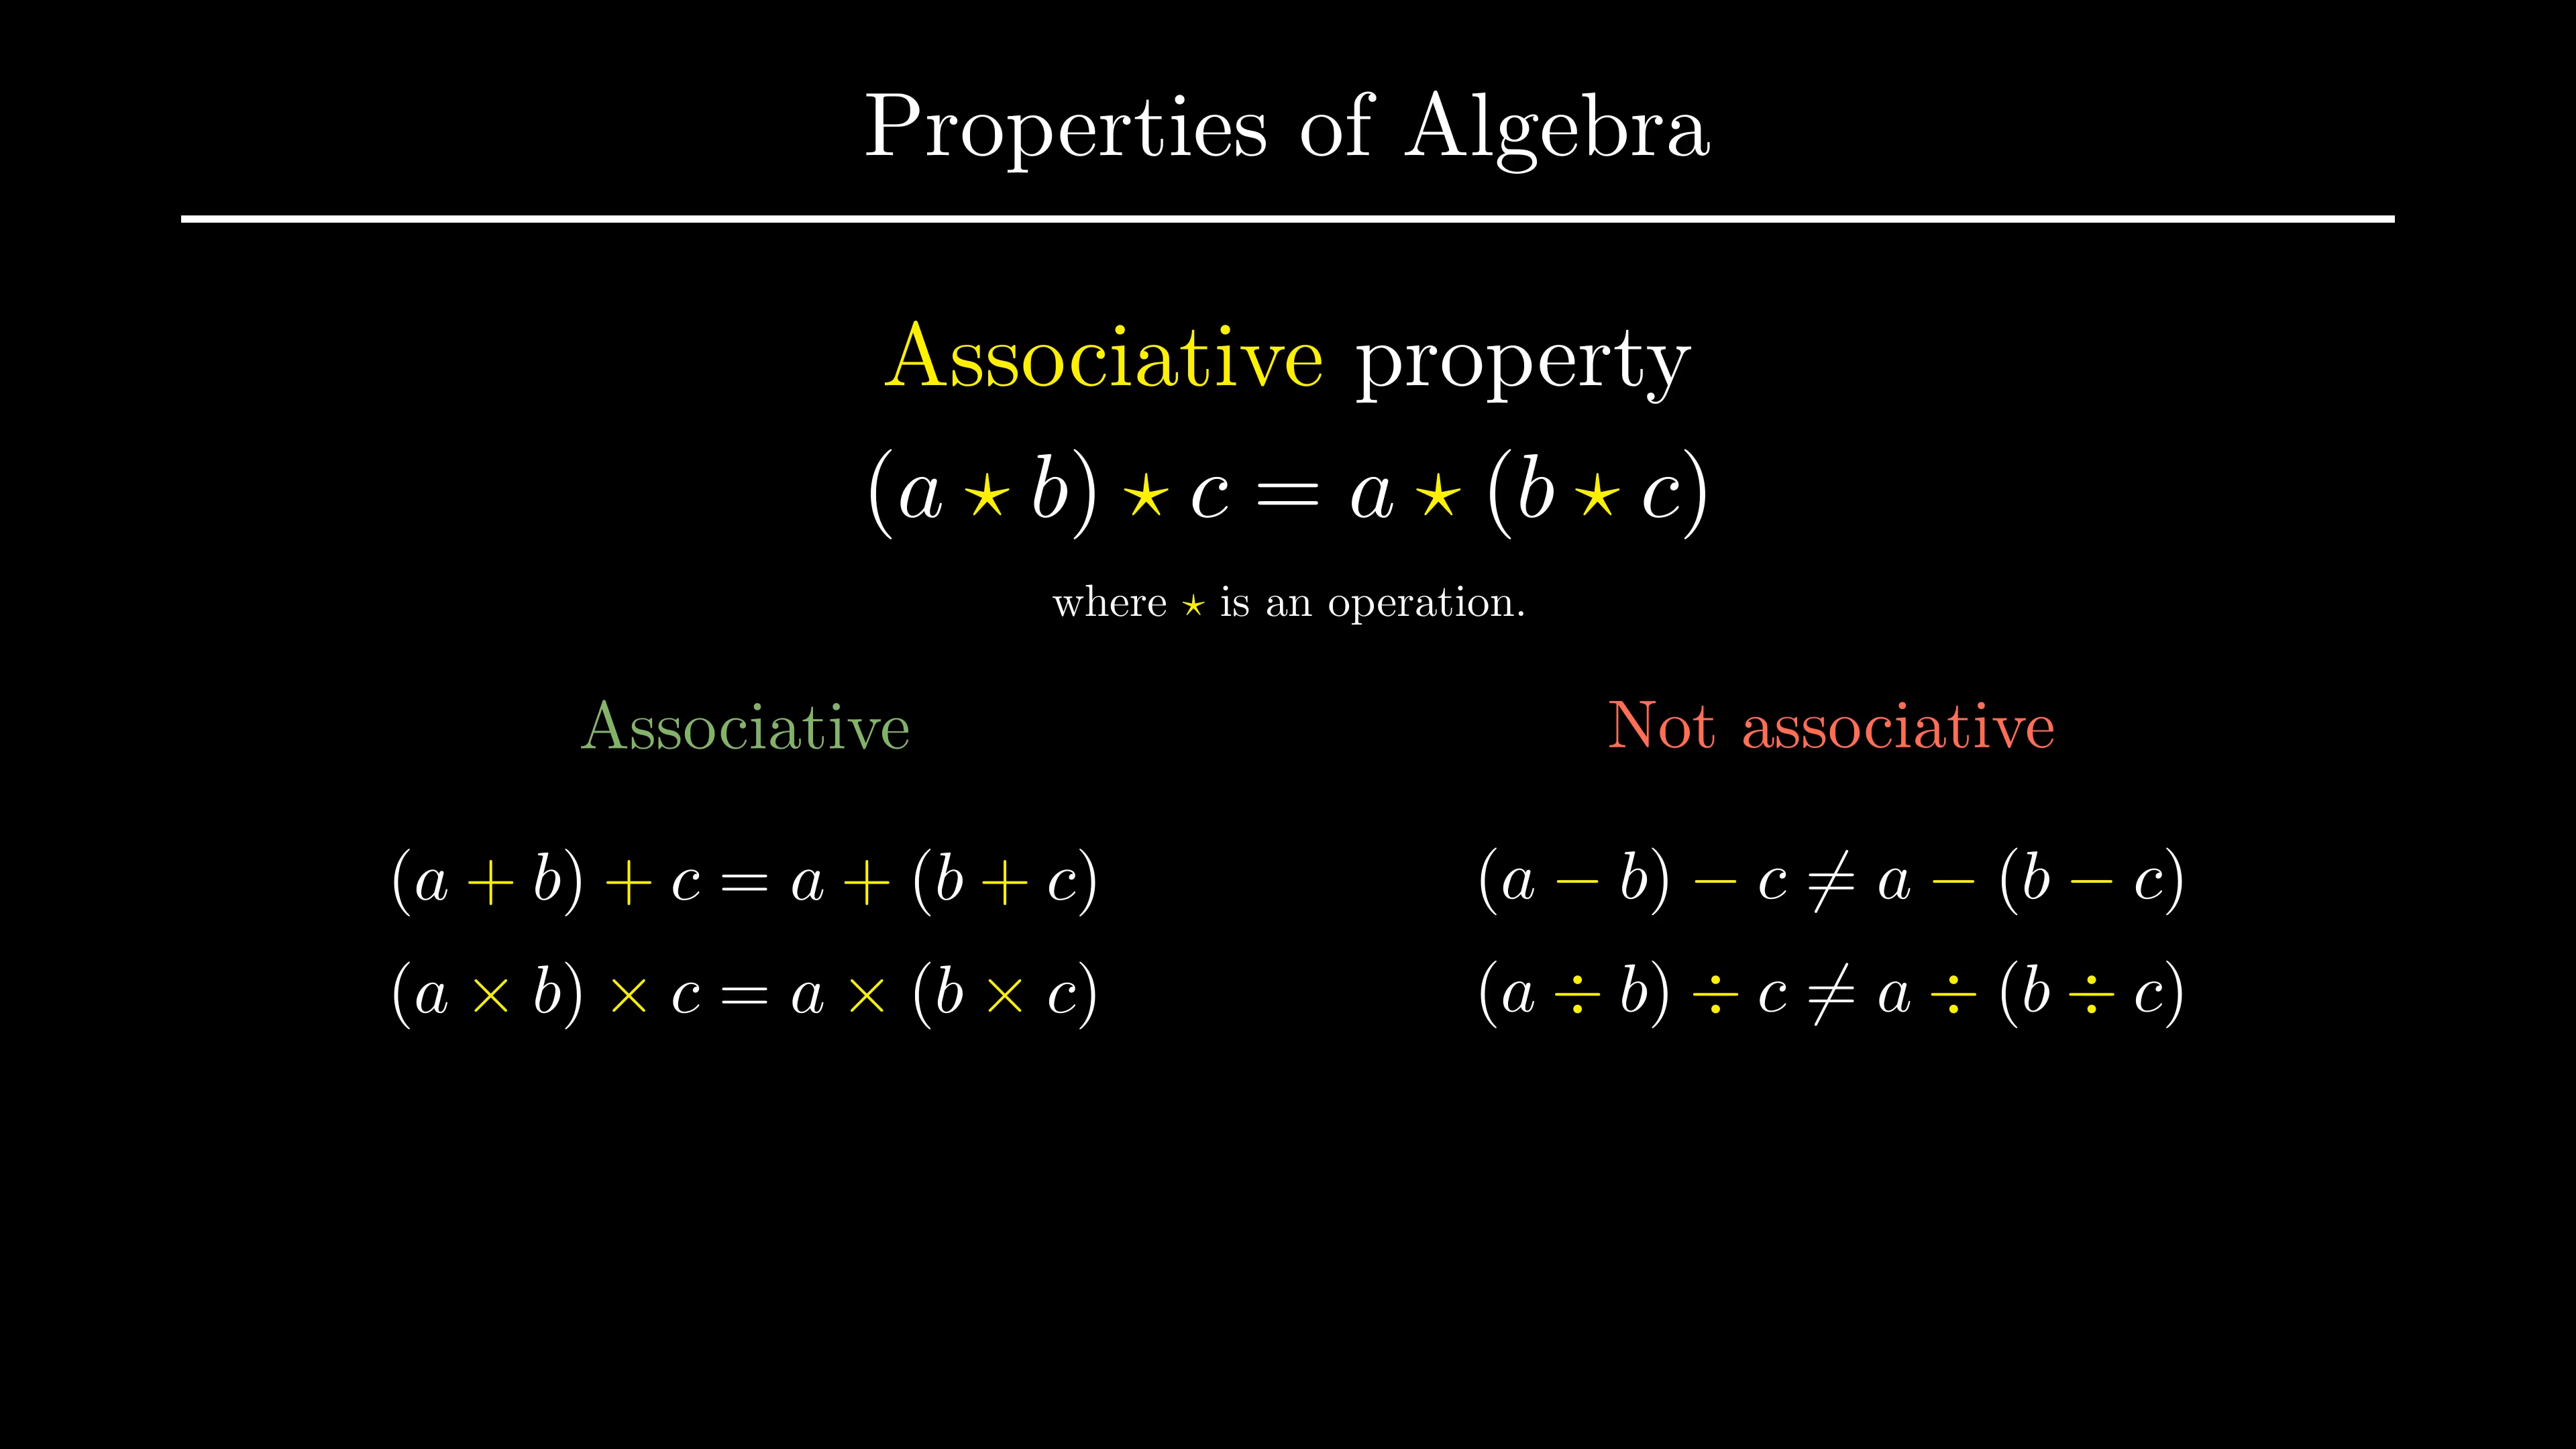 Properties of Algebra
Associative property
(a ⋆ b) ⋆ c = a ⋆ (b ⋆ c)
where ⋆ is an operation.
Associative
(a + b) + c = a + (b + c)
(a × b) × c = a × (b × c)
Not associative
(a − b) − c ≠ a − (b − c)
(a ÷ b) ÷ c ≠ a ÷ (b ÷ c)